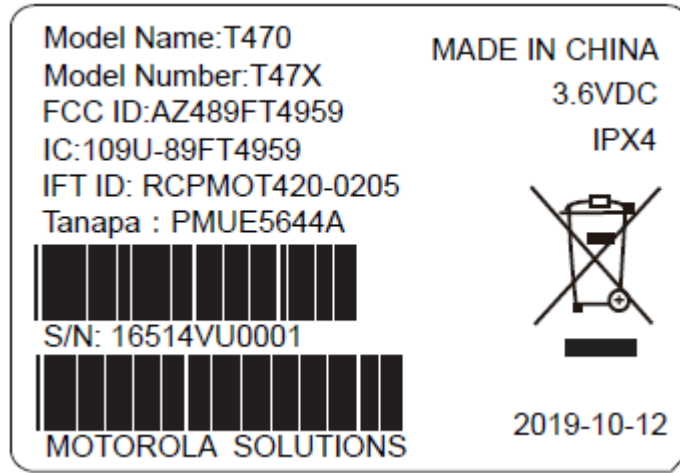 Model Name:T470
Model Number:T47X
FCC ID:AZ489FT4959
IC:109U-89FT4959
IFT ID: RCPMOT420-0205
Tanapa : PMUE5644A
S/N: 16514VU0001
MOTOROLA SOLUTIONS
MADE IN CHINA
3.6VDC
IPX4
2019-10-12